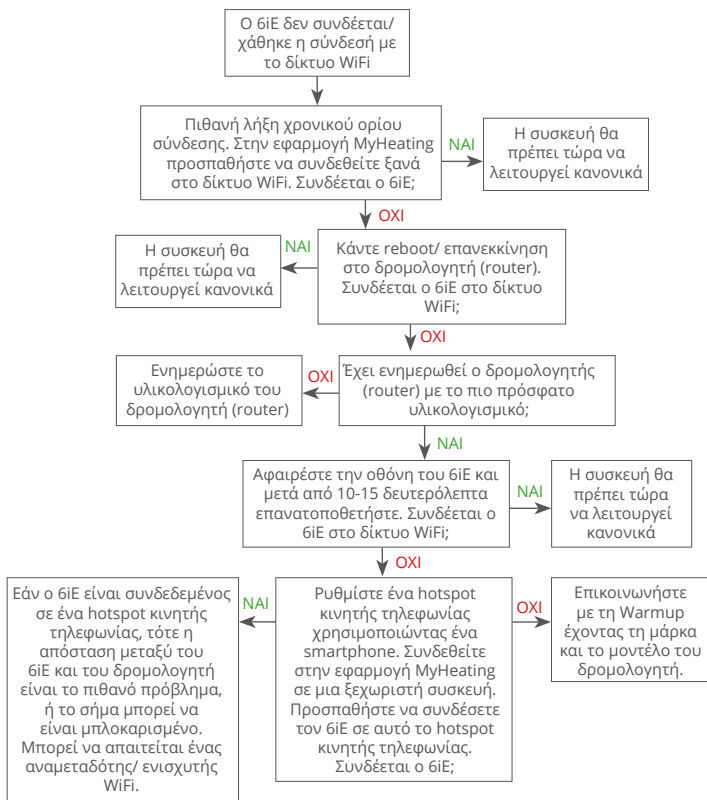 Ο 6iE δεν συνδέεται/
χάθηκε η σύνδεσή με
το δίκτυο WiFi
Πιθανή λήξη χρονικού ορίου
σύνδεσης. Στην εφαρμογή MyHeating
προσπαθήστε να συνδεθείτε ξανά
στο δίκτυο WiFi. Συνδέεται ο 6iE;
ΝΑΙ
Η συσκευή θα
πρέπει τώρα να
λειτουργεί κανονικά
ΟΧΙ
Κάντε reboot/ επανεκκίνηση
στο δρομολογητή (router).
Συνδέεται ο 6iE στο δίκτυο
WiFi;
ΝΑΙ
Η συσκευή θα
πρέπει τώρα να
λειτουργεί κανονικά
ΟΧΙ
Έχει ενημερωθεί ο δρομολογητής
(router) με το πιο πρόσφατο
υλικολογισμικό;
ΟΧΙ
Ενημερώστε το
υλικολογισμικό του
δρομολογητή (router)
ΝΑΙ
Αφαιρέστε την οθόνη του 6iE και
μετά από 10-15 δευτερόλεπτα
επανατοποθετήστε. Συνδέεται ο
6iE στο δίκτυο WiFi;
ΝΑΙ
Η συσκευή θα
πρέπει τώρα
να λειτουργεί
κανονικά
ΟΧΙ
Ρυθμίστε ένα hotspot
κινητής τηλεφωνίας
χρησιμοποιώντας ένα
smartphone. Συνδεθείτε
στην εφαρμογή MyHeating
σε μια ξεχωριστή συσκευή.
Προσπαθήστε να συνδέσετε
τον 6iE σε αυτό το hotspot
κινητής τηλεφωνίας.
Συνδέεται ο 6iE;
ΝΑΙ
Εάν ο 6iE είναι συνδεδεμένος
σε ένα hotspot κινητής
τηλεφωνίας, τότε η
απόσταση μεταξύ του
6iE και του δρομολογητή
είναι το πιθανό πρόβλημα,
ή το σήμα μπορεί να
είναι μπλοκαρισμένο.
Μπορεί να απαιτείται ένας
αναμεταδότης/ ενισχυτής
WiFi.
ΟΧΙ
Επικοινωνήστε
με τη Warmup
έχοντας τη μάρκα
και το μοντέλο του
δρομολογητή.